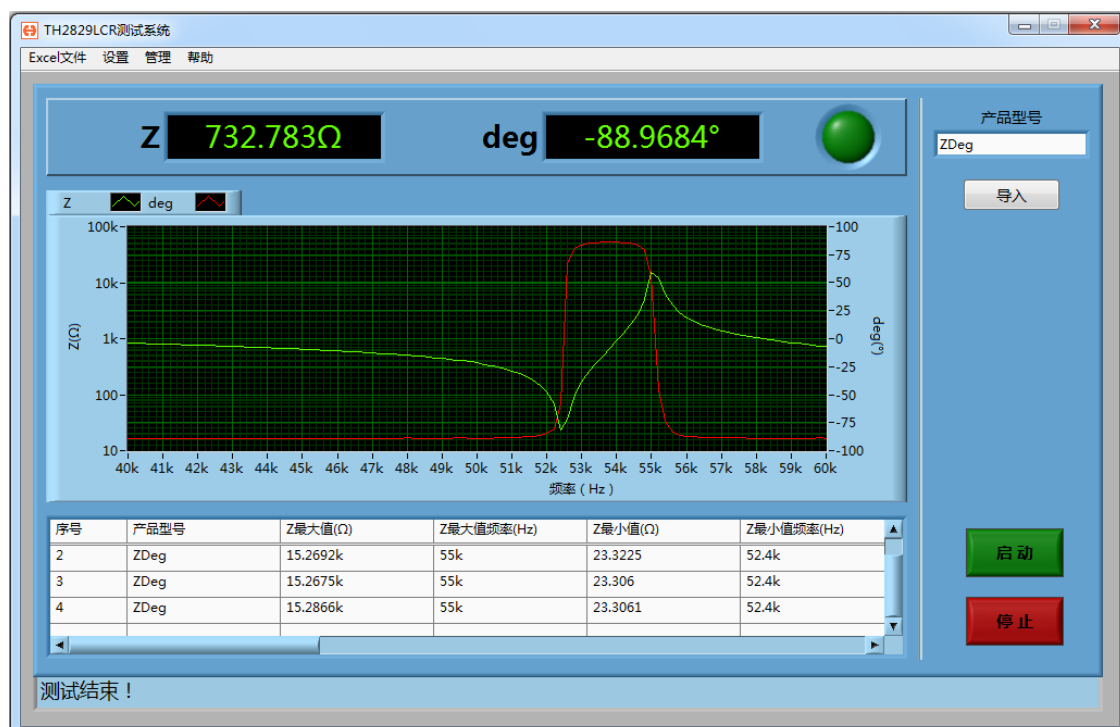 TH2829LCR测试系统
Excel文件 设置 管理 帮助
Z 732.783Ω deg -88.9684°
产品型号
ZDeg
导入
Z deg
100k
10k
1k
100
10
Z(Ω)
100
75
50
25
0
-25
-50
-75
-100
deg(°)
40k 41k 42k 43k 44k 45k 46k 47k 48k 49k 50k 51k 52k 53k 54k 55k 56k 57k 58k 59k 60k
频率（Hz）
序号 产品型号 Z最大值(Ω) Z最大值频率(Hz) Z最小值(Ω) Z最小值频率(Hz)
2 ZDeg 15.2692k 55k 23.3225 52.4k
3 ZDeg 15.2675k 55k 23.306 52.4k
4 ZDeg 15.2866k 55k 23.3061 52.4k
启动
停止
测试结束！